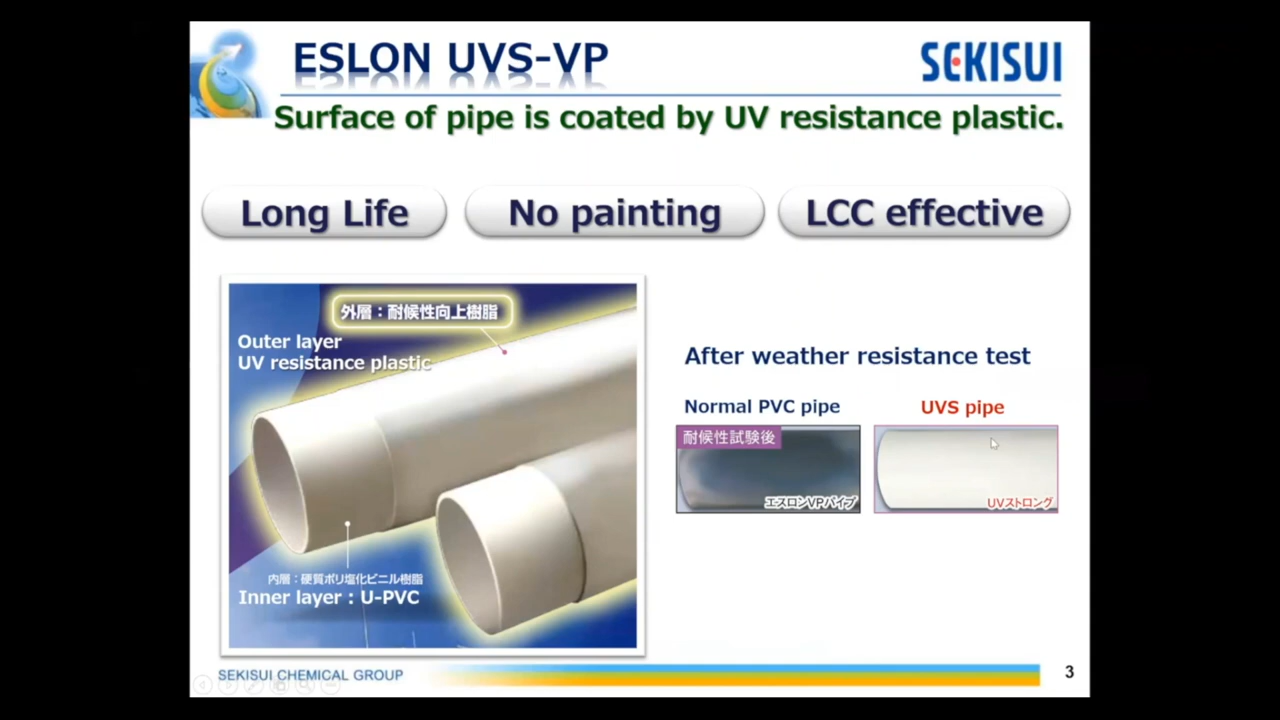 ESLON UVS-VP
SEKISUI
Surface of pipe is coated by UV resistance plastic.
Long Life
No painting
LCC effective
外層：耐候性向上樹脂
Outer layer
UV resistance plastic
内層：硬質ポリ塩化ビニル樹脂
Inner layer : U-PVC
After weather resistance test
Normal PVC pipe
UVS pipe
耐候性試験後
エスロンVPパイプ
UVストロング
SEKISUI CHEMICAL GROUP
3